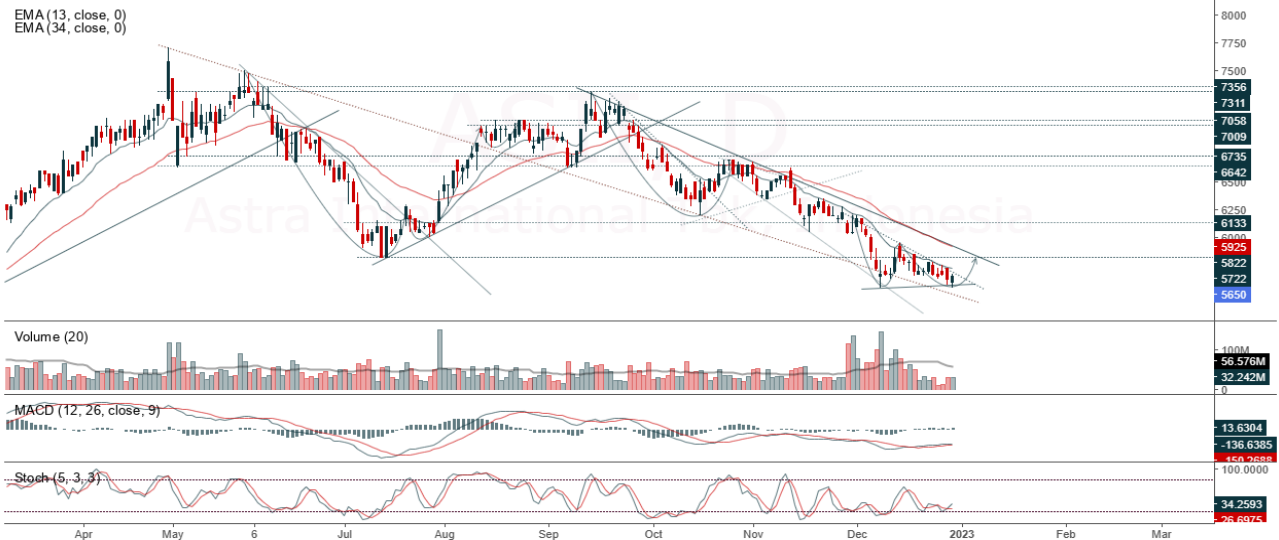 EMA (13, close, 0)
EMA (34, close, 0)
8000
7750
7500
7356
7311
7058
7009
6735
6642
6500
6250
6133
6000
5925
5822
5722
5650
Astra International Tbk Indonesia
Volume (20)
100M
56.576M
32.242M
0
MACD (12, 26, close, 9)
13.6304
-136.6385
-150.2688
Stoch (5, 3, 3)
100.0000
34.2593
26.6975
Apr May 6 Jul Aug Sep Oct Nov Dec 2023 Feb Mar